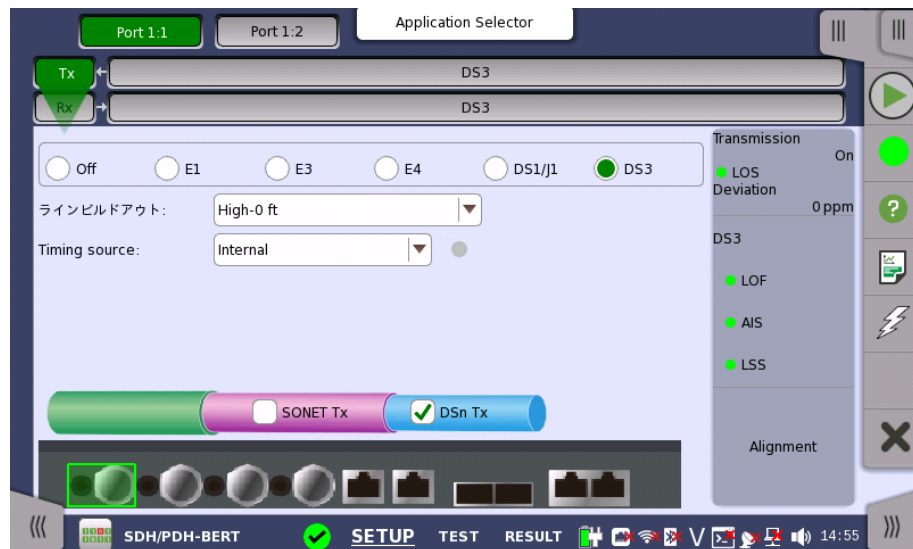 Application Selector
Port 1:1
Port 1:2
Tx
DS3
Rx
DS3
Off
E1
E3
E4
DS1/J1
DS3
ラインビルドアウト:
High-0 ft
Timing source:
Internal
SONET Tx
DSn Tx
Transmission
On
LOS
Deviation
0 ppm
DS3
LOF
AIS
LSS
Alignment
SDH/PDH-BERT
SETUP
TEST
RESULT
V
14:55